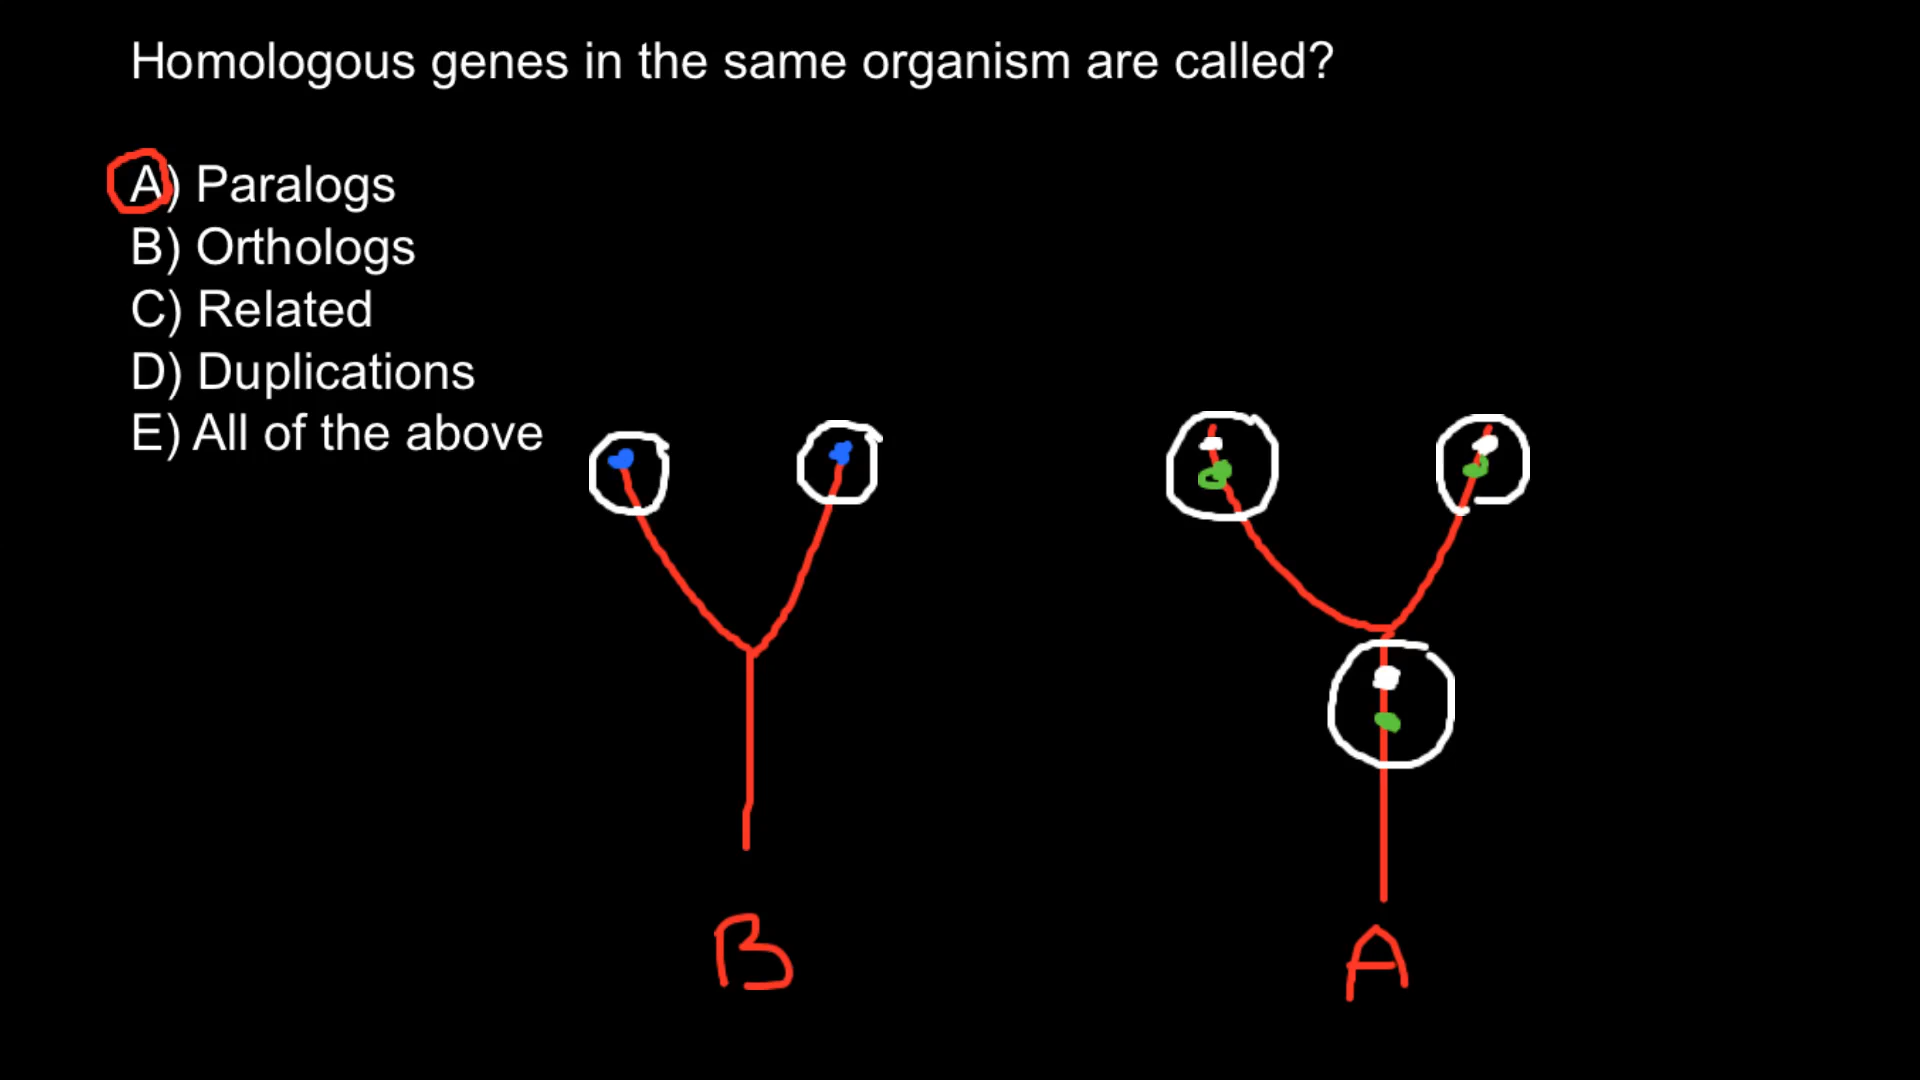 Homologous genes in the same organism are called?
A) Paralogs
B) Orthologs
C) Related
D) Duplications
E) All of the above
B
A